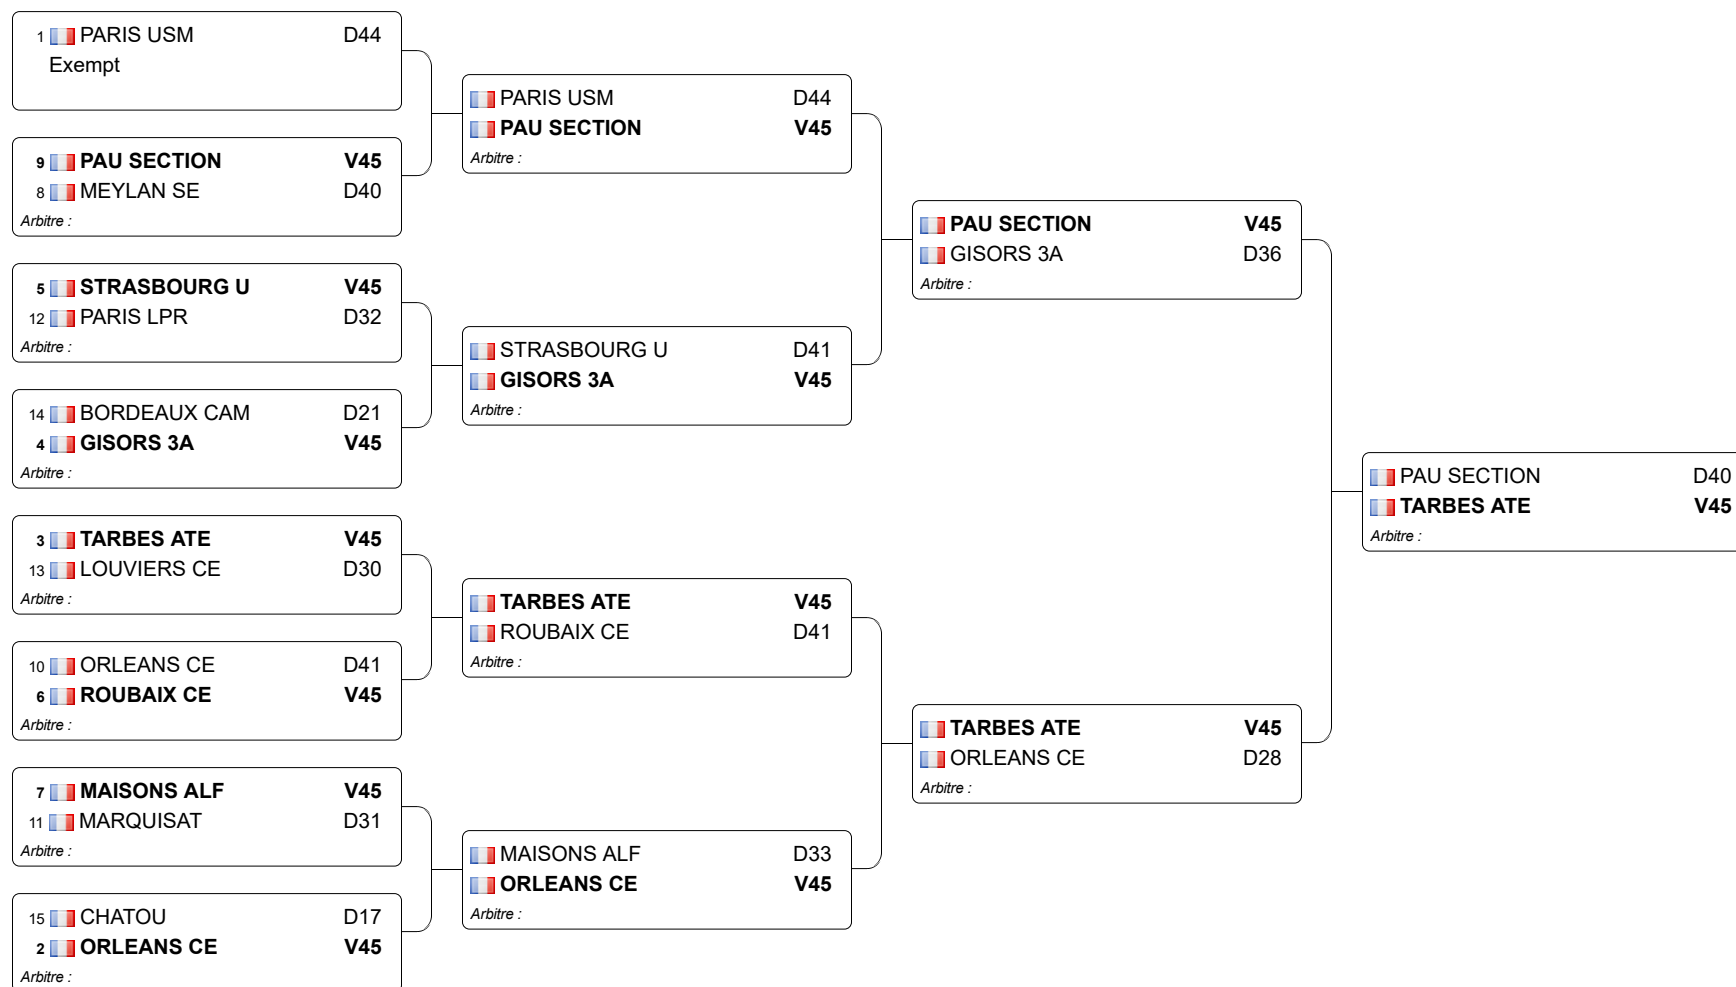 1 PARIS USM D44
Exempt
9 PAU SECTION V45
8 MEYLAN SE D40
Arbitre :
5 STRASBOURG U V45
12 PARIS LPR D32
Arbitre :
14 BORDEAUX CAM D21
4 GISORS 3A V45
Arbitre :
3 TARBES ATE V45
13 LOUVIERS CE D30
Arbitre :
10 ORLEANS CE D41
6 ROUBAIX CE V45
Arbitre :
7 MAISONS ALF V45
11 MARQUISAT D31
Arbitre :
15 CHATOU D17
2 ORLEANS CE V45
Arbitre :
PARIS USM D44
PAU SECTION V45
Arbitre :
STRASBOURG U D41
GISORS 3A V45
Arbitre :
TARBES ATE V45
ROUBAIX CE D41
Arbitre :
MAISONS ALF D33
ORLEANS CE V45
Arbitre :
PAU SECTION V45
GISORS 3A D36
Arbitre :
TARBES ATE V45
ORLEANS CE D28
Arbitre :
PAU SECTION D40
TARBES ATE V45
Arbitre :